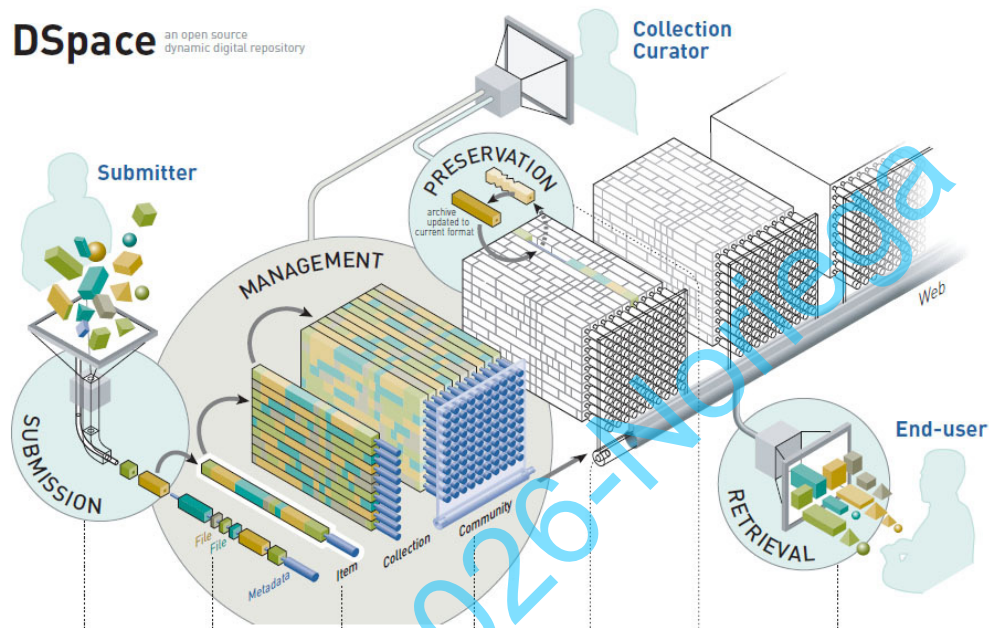 DSpace
an open source
dynamic digital repository
Collection
Curator
Submitter
PRESERVATION
archive
updated to
current format
MANAGEMENT
Web
SUBMISSION
End-user
RETRIEVAL
File
File
Metadata
Item
Collection
Community
026-Noriega